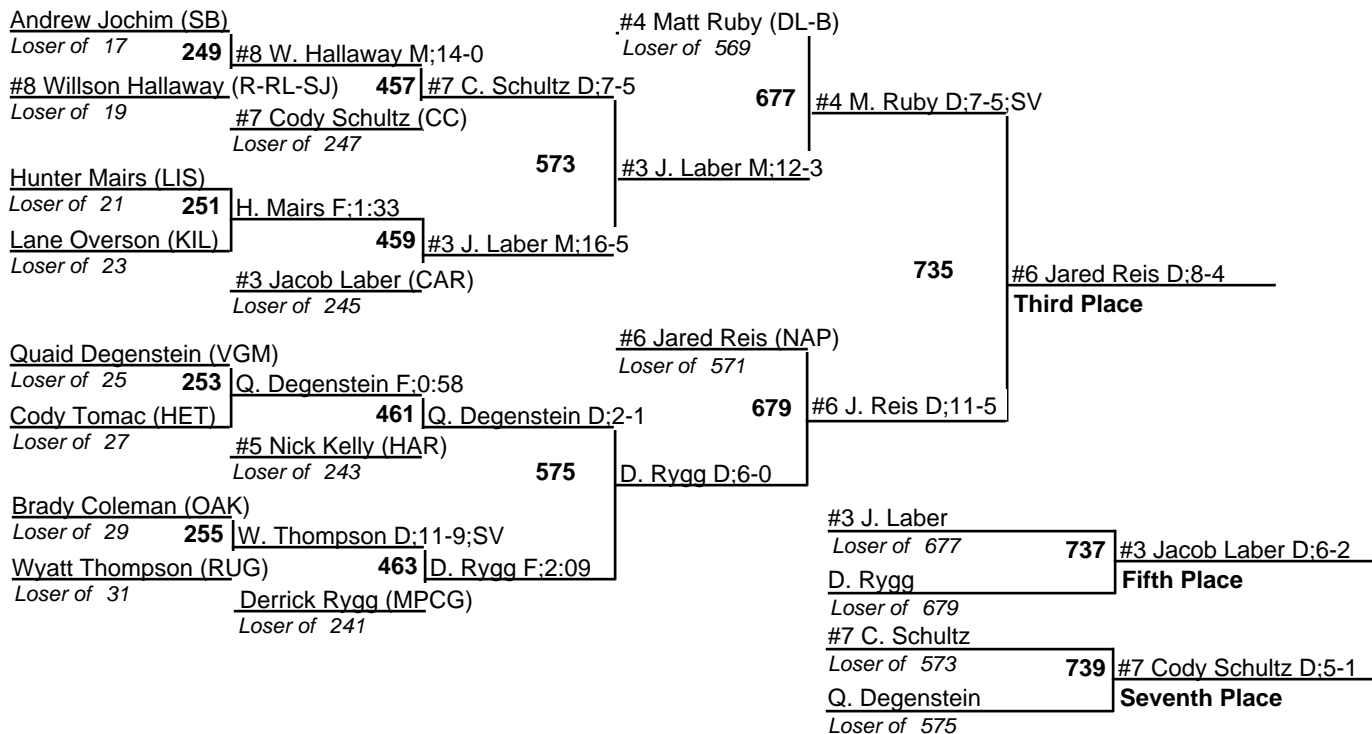 Andrew Jochim (SB)
Loser of 17
249
#8 W. Hallaway M;14-0
#8 Willson Hallaway (R-RL-SJ)
Loser of 19
457
#7 C. Schultz D;7-5
#7 Cody Schultz (CC)
Loser of 247
573
Hunter Mairs (LIS)
Loser of 21
251
H. Mairs F;1:33
Lane Overson (KIL)
Loser of 23
459
#3 J. Laber M;16-5
#3 Jacob Laber (CAR)
Loser of 245
#4 Matt Ruby (DL-B)
Loser of 569
677
#4 M. Ruby D;7-5;SV
#3 J. Laber M;12-3
735
#6 Jared Reis D;8-4
Third Place
Quaid Degenstein (VGM)
Loser of 25
253
Q. Degenstein F;0:58
Cody Tomac (HET)
Loser of 27
461
Q. Degenstein D;2-1
#5 Nick Kelly (HAR)
Loser of 243
575
Brady Coleman (OAK)
Loser of 29
255
W. Thompson D;11-9;SV
Wyatt Thompson (RUG)
Loser of 31
463
D. Rygg F;2:09
Derrick Rygg (MPCG)
Loser of 241
#6 Jared Reis (NAP)
Loser of 571
679
#6 J. Reis D;11-5
D. Rygg D;6-0
#3 J. Laber
Loser of 677
737
#3 Jacob Laber D;6-2
Fifth Place
D. Rygg
Loser of 679
#7 C. Schultz
Loser of 573
739
#7 Cody Schultz D;5-1
Seventh Place
Q. Degenstein
Loser of 575